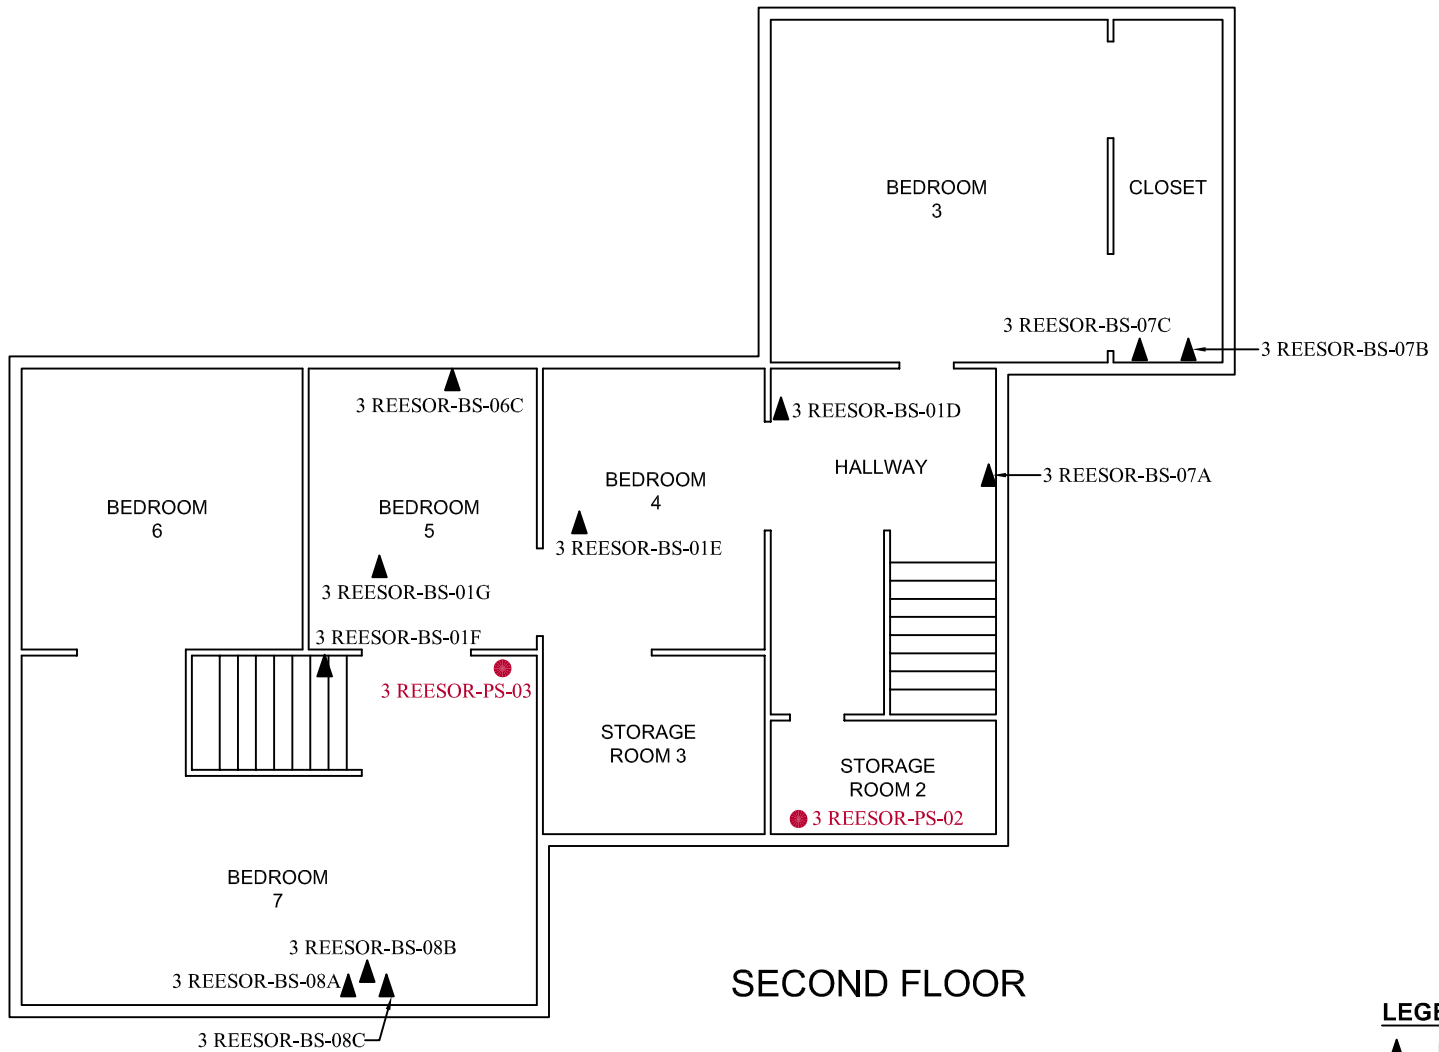 BEDROOM
3
CLOSET
3 REESOR-BS-07C
3 REESOR-BS-07B
3 REESOR-BS-06C
3 REESOR-BS-01D
HALLWAY
3 REESOR-BS-07A
BEDROOM
4
BEDROOM
6
BEDROOM
5
3 REESOR-BS-01E
3 REESOR-BS-01G
3 REESOR-BS-01F
3 REESOR-PS-03
STORAGE
ROOM 3
STORAGE
ROOM 2
3 REESOR-PS-02
BEDROOM
7
3 REESOR-BS-08B
3 REESOR-BS-08A
3 REESOR-BS-08C
SECOND FLOOR